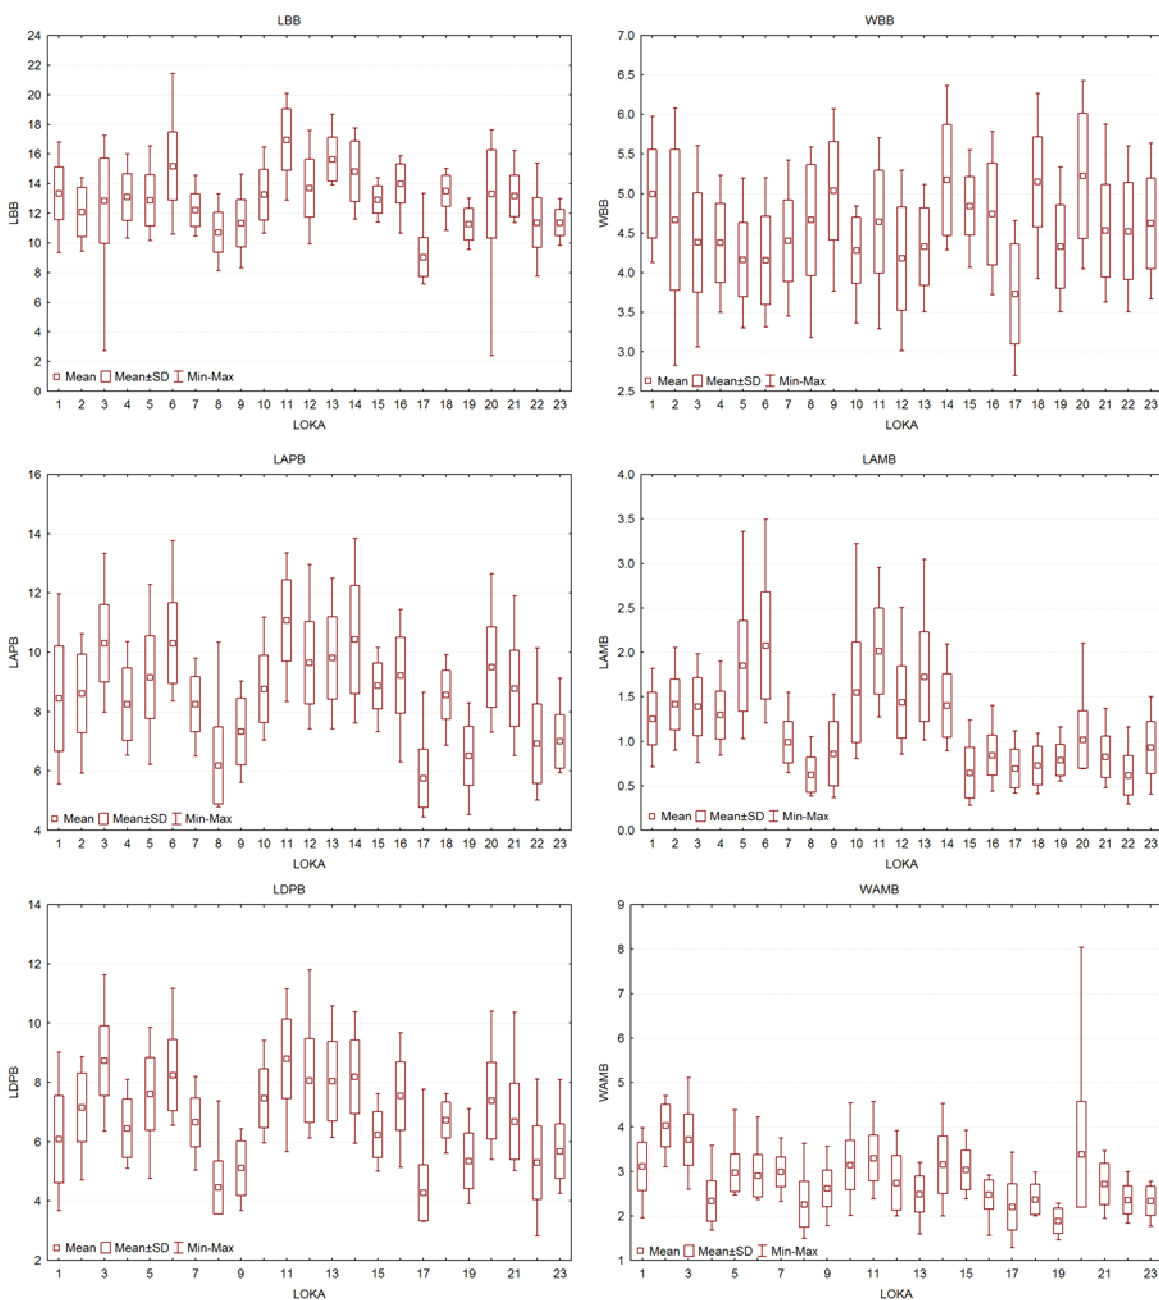 LBB
LBB
24
22
20
18
16
14
12
10
8
6
4
2
0
Mean Mean±SD Min-Max
1 2 3 4 5 6 7 8 9 10 11 12 13 14 15 16 17 18 19 20 21 22 23
LOKA
WBB
WBB
7.0
6.5
6.0
5.5
5.0
4.5
4.0
3.5
3.0
2.5
Mean Mean±SD Min-Max
1 2 3 4 5 6 7 8 9 10 11 12 13 14 15 16 17 18 19 20 21 22 23
LOKA
LAPB
LAPB
16
14
12
10
8
6
4
Mean Mean±SD Min-Max
1 2 3 4 5 6 7 8 9 10 11 12 13 14 15 16 17 18 19 20 21 22 23
LOKA
LAMB
LAMB
4.0
3.5
3.0
2.5
2.0
1.5
1.0
0.5
0.0
Mean Mean±SD Min-Max
1 2 3 4 5 6 7 8 9 10 11 12 13 14 15 16 17 18 19 20 21 22 23
LOKA
LDPB
LDPB
14
12
10
8
6
4
2
Mean Mean±SD Min-Max
1 3 5 7 9 11 13 15 17 19 21 23
LOKA
WAMB
WAMB
9
8
7
6
5
4
3
2
1
Mean Mean±SD Min-Max
1 3 5 7 9 11 13 15 17 19 21 23
LOKA